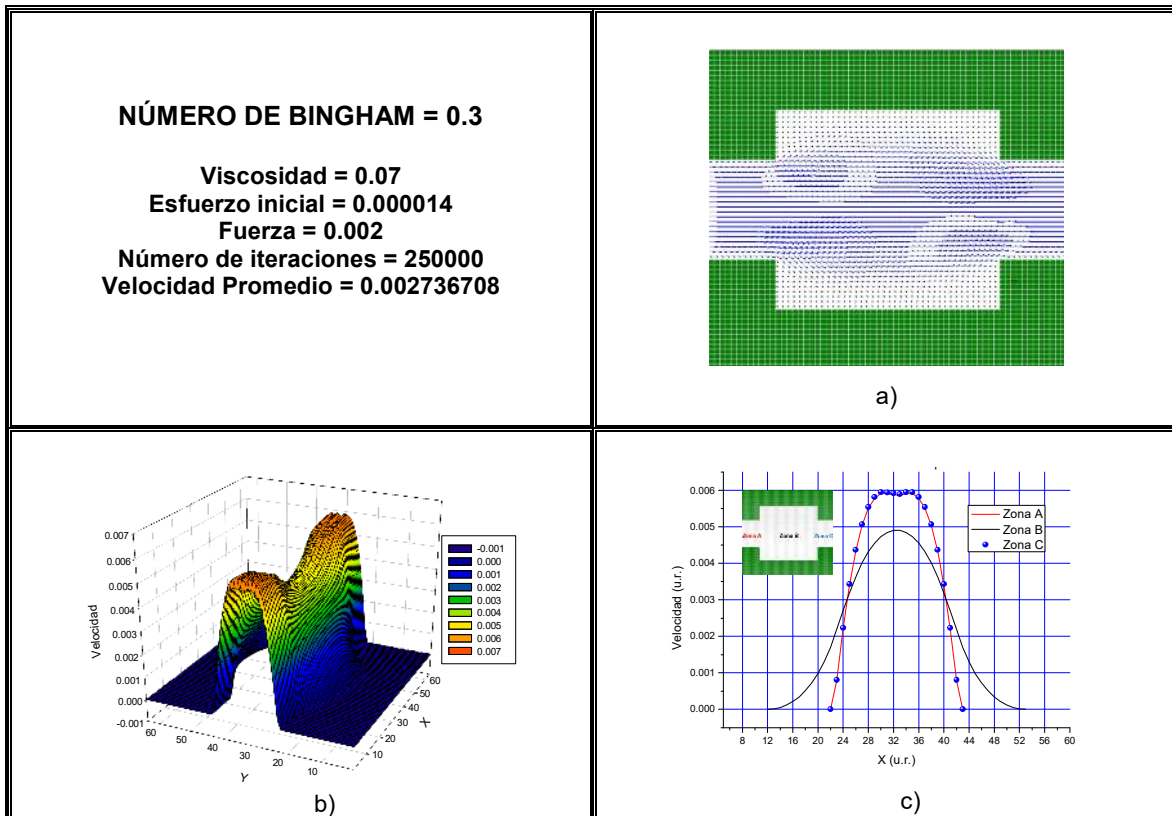 NÚMERO DE BINGHAM = 0.3
Viscosidad = 0.07
Esfuerzo inicial = 0.000014
Fuerza = 0.002
Número de iteraciones = 250000
Velocidad Promedio = 0.002736708
a)
0.007
0.006
0.005
0.004
0.003
0.002
0.001
0.000
-0.001
Velocidad
60
50
40
30
20
10
Y
10
20
30
40
50
60
X
-0.001
0.000
0.001
0.002
0.003
0.004
0.005
0.006
0.007
b)
0.006
0.005
0.004
0.003
0.002
0.001
0.000
Velocidad (u.r.)
Zona A
Zona B
Zona C
Zona A
Zona B
Zona C
8 12 16 20 24 28 32 36 40 44 48 52 56 60
X (u.r.)
c)